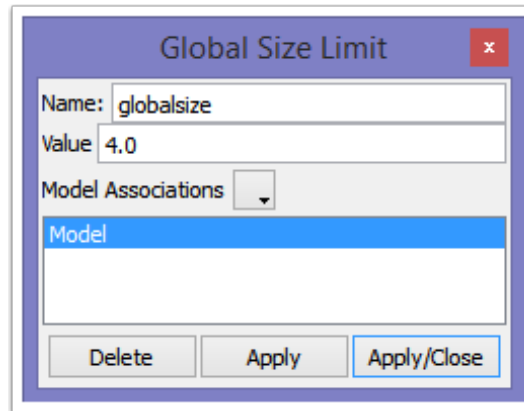 Global Size Limit x
Name: globalsize
Value 4.0
Model Associations
Model
Delete Apply Apply/Close